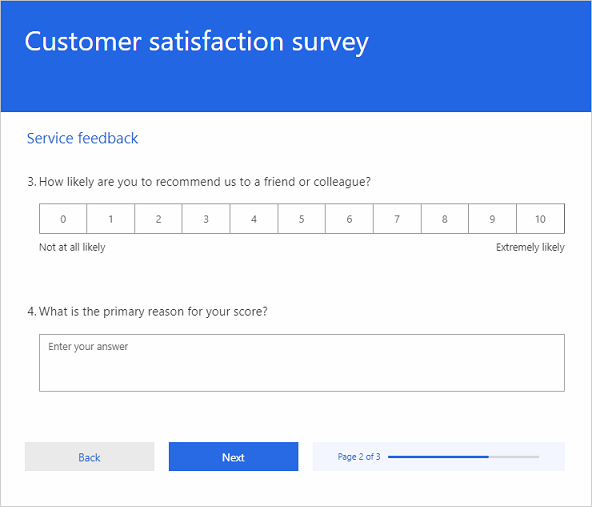 Customer satisfaction survey
Service feedback
3. How likely are you to recommend us to a friend or colleague?
0 1 2 3 4 5 6 7 8 9 10
Not at all likely Extremely likely
4. What is the primary reason for your score?
Enter your answer
Back Next Page 2 of 3